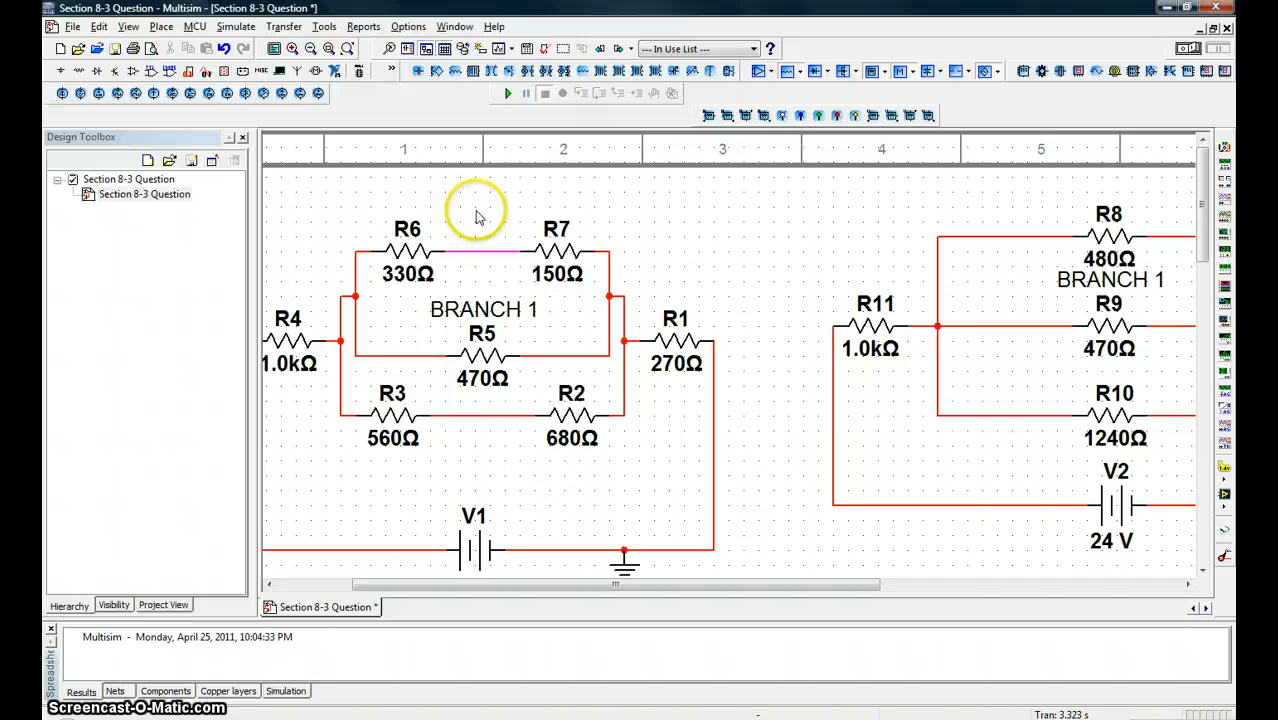 Section 8-3 Question - Multisim - [Section 8-3 Question *]
File Edit View Place MCU Simulate Transfer Tools Reports Options Window Help
--- In Use List ---
Design Toolbox
Section 8-3 Question
Section 8-3 Question
1 2 3 4 5
R6 R7 R8
330Ω 150Ω 480Ω
BRANCH 1 BRANCH 1
R4 R5 R1 R11 R9
1.0kΩ 470Ω 270Ω 1.0kΩ 470Ω
R3 R2 R10
560Ω 680Ω 1240Ω
V1 V2
24 V
Hierarchy Visibility Project View
Section 8-3 Question *
Multisim - Monday, April 25, 2011, 10:04:33 PM
Results Nets Components Copper layers Simulation
Screencast-O-Matic.com
Tran: 3.323 s